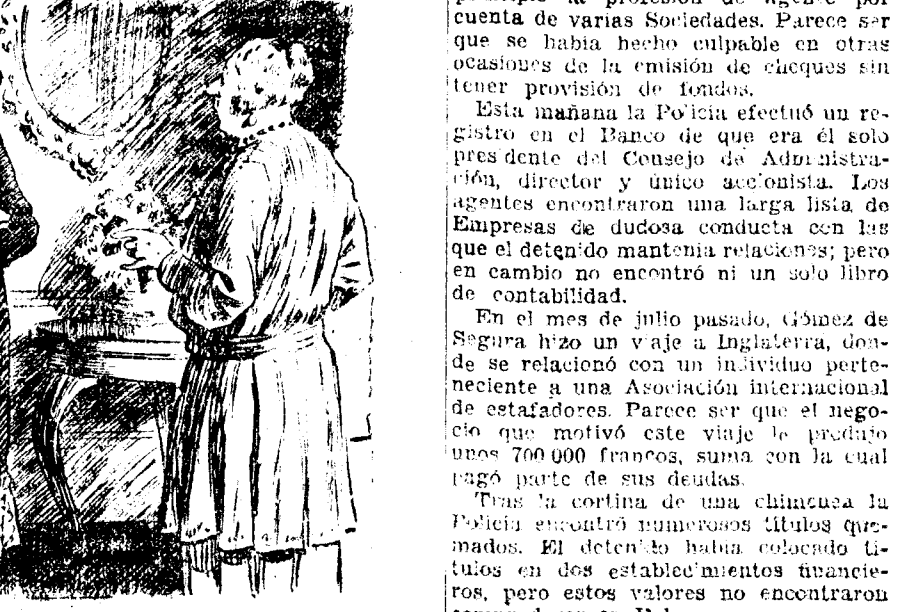 la profesión de Agente por
cuenta de varias Sociedades. Parece ser
que se había hecho culpable en otras
ocasiones de la emisión de cheques sin
tener provisión de fondos.
Esta mañana la Policía efectuó un re-
gistro en el Banco de que era él solo
presidente del Consejo de Administra-
ción, director y único accionista. Los
agentes encontraron una larga lista de
Empresas de dudosa conducta con las
que el detenido mantenía relaciones; pero
en cambio no encontró ni un solo libro
de contabilidad.
En el mes de julio pasado, Gómez de
Segura hizo un viaje a Inglaterra, don-
de se relacionó con un individuo perte-
neciente a una Asociación internacional
de estafadores. Parece ser que el nego-
cio que motivó este viaje le produjo
unos 700 000 francos, suma con la cual
pagó parte de sus deudas.
Tras la cortina de una chimenea la
Policía encontró numerosos títulos que-
mados. El detenido había colocado tí-
tulos en dos establecimientos financie-
ros, pero estos valores no encontraron